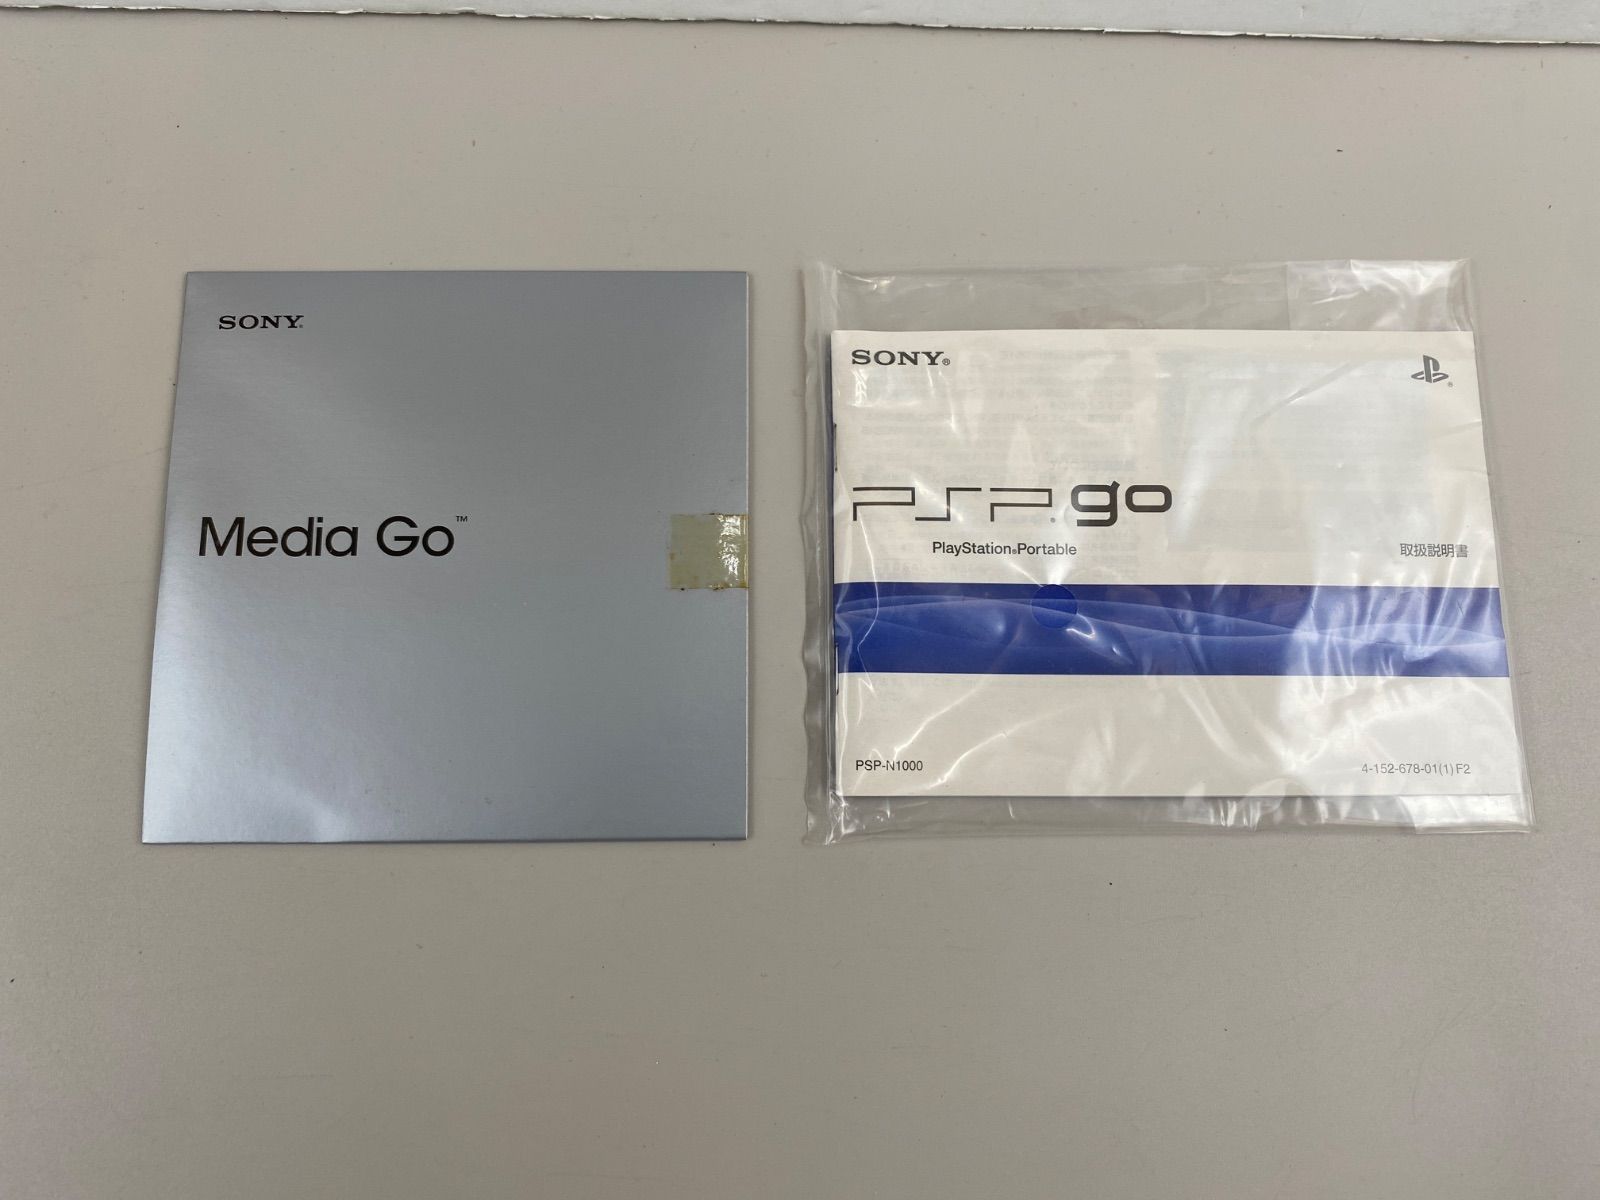 SONY®
Media Go™
SONY®
PSP® go
PlayStation®Portable
取扱説明書
PSP-N1000
4-152-678-01(1) F2